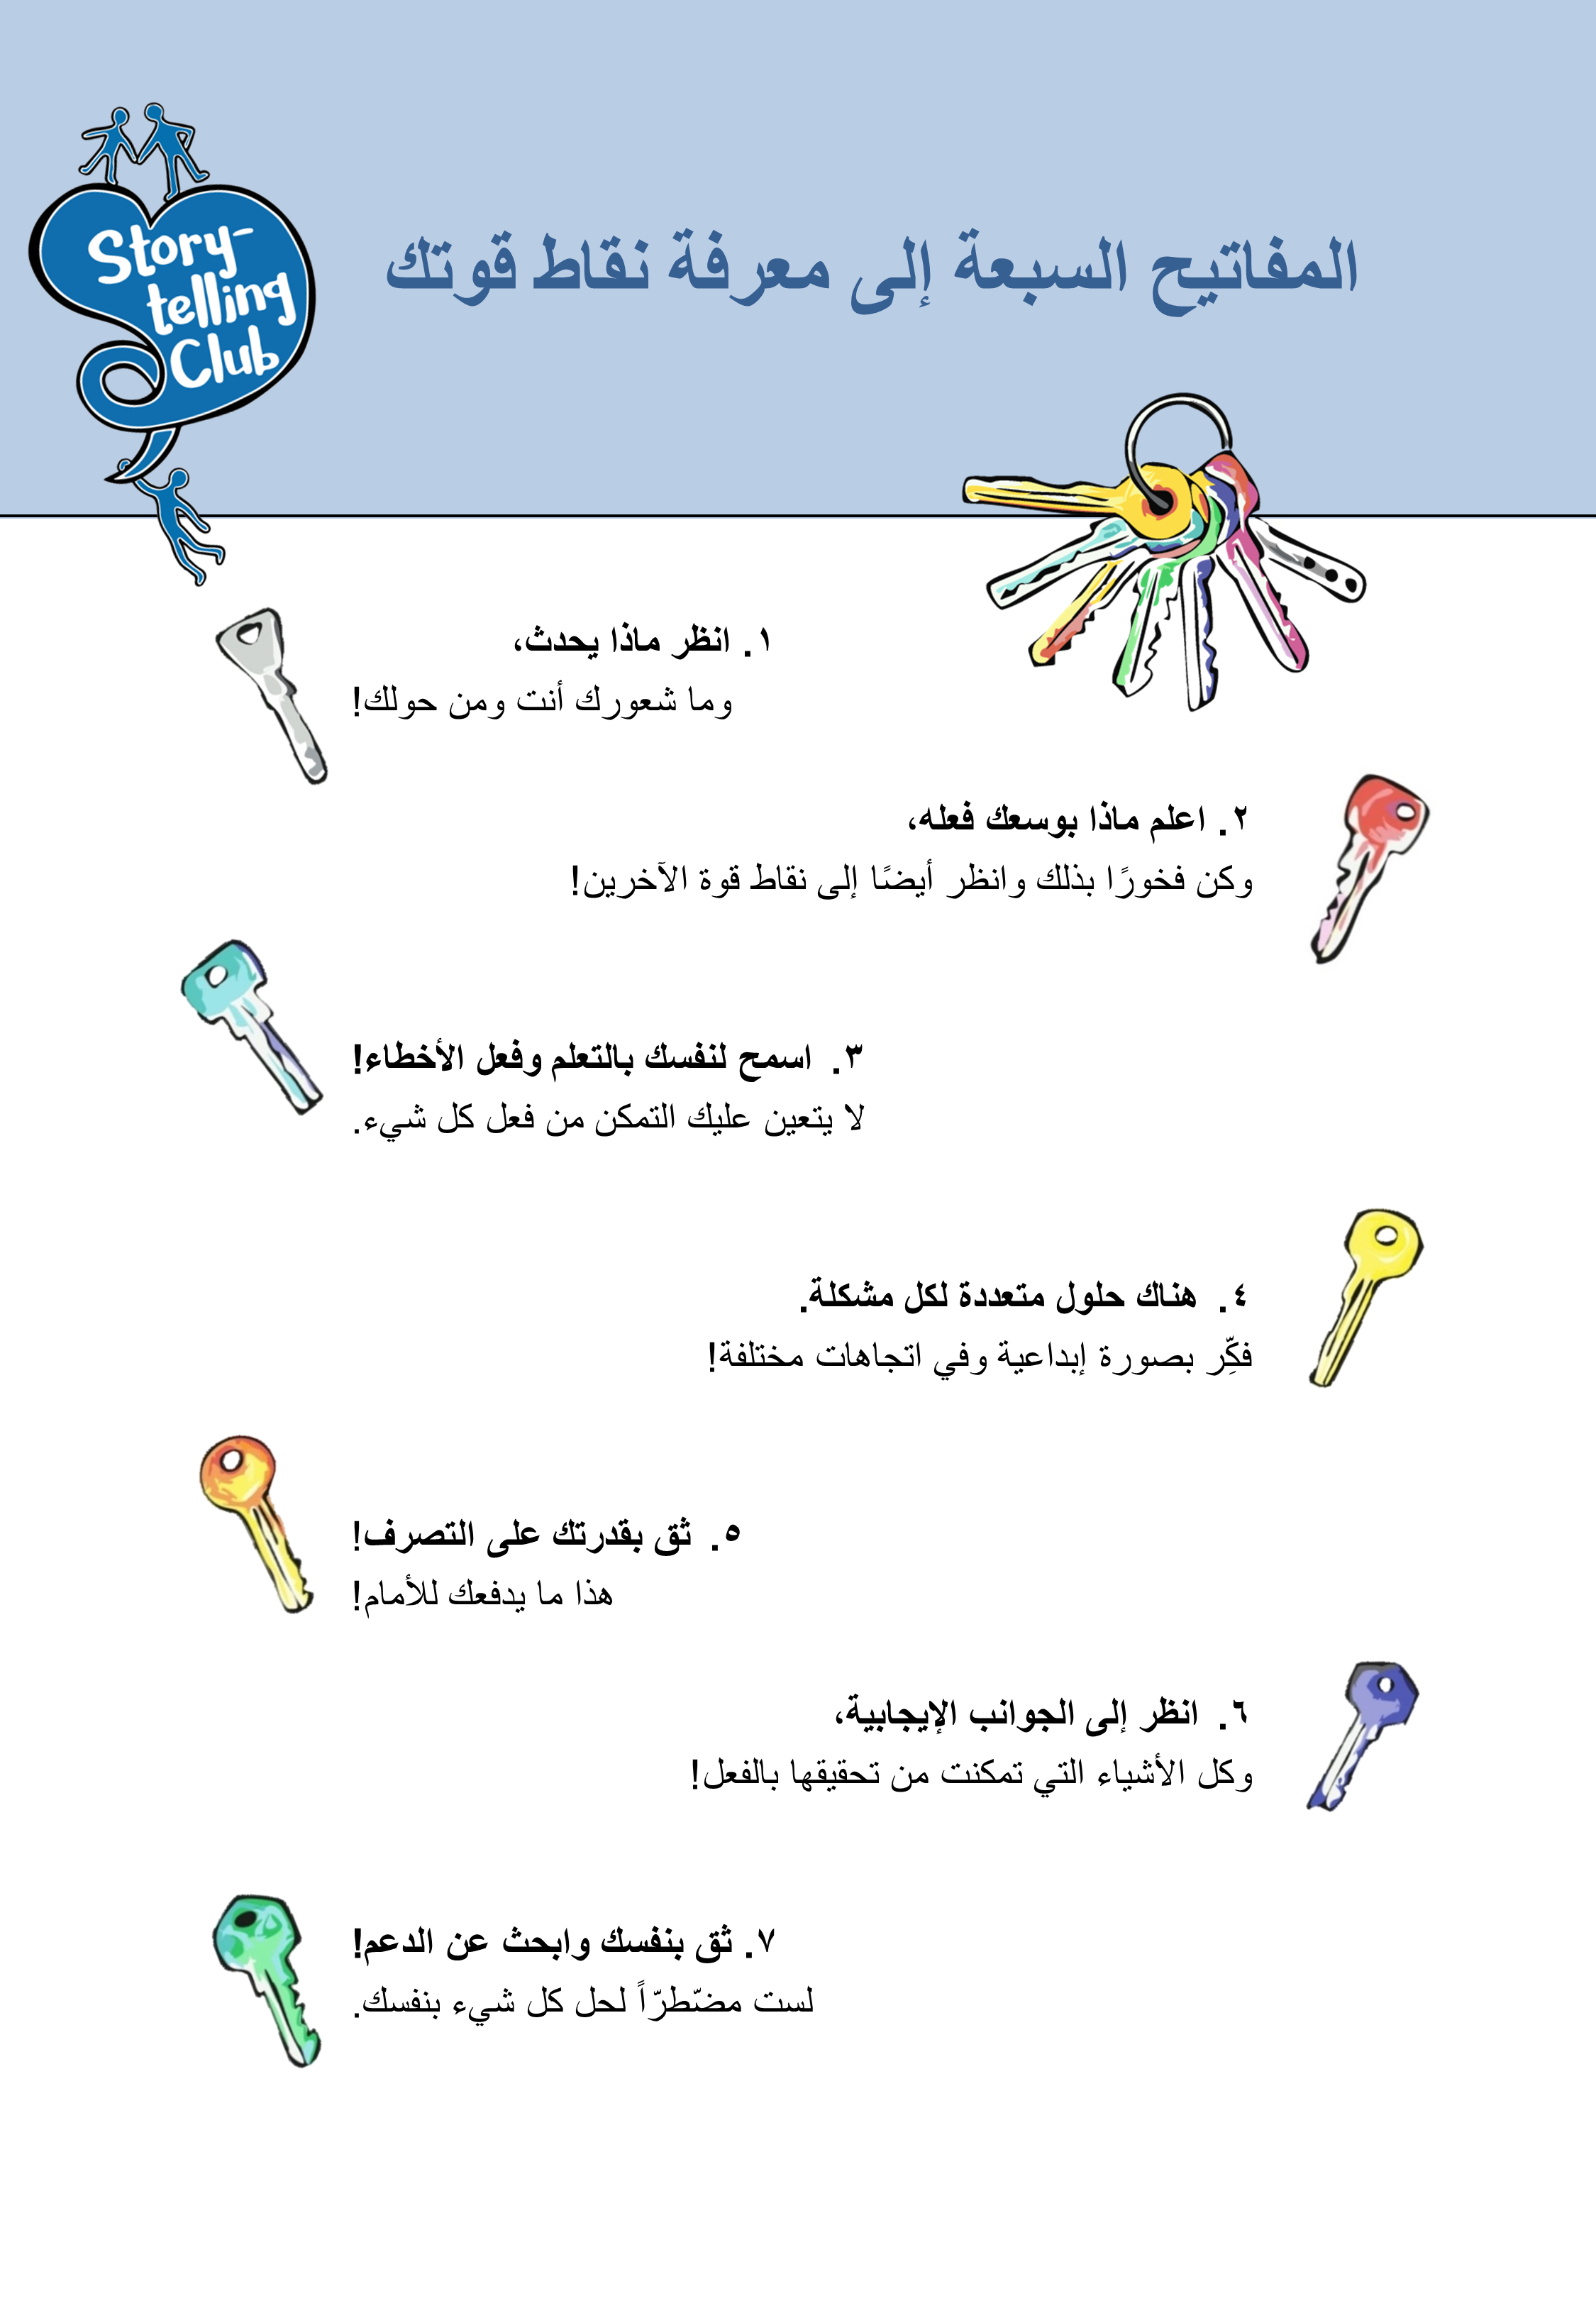 Story-
telling
Club
المفاتيح السبعة إلى معرفة نقاط قوتك
١. انظر ماذا يحدث،
وما شعورك أنت ومن حولك!
٢. اعلم ماذا بوسعك فعله،
وكن فخورًا بذلك وانظر أيضًا إلى نقاط قوة الآخرين!
٣. اسمح لنفسك بالتعلم وفعل الأخطاء!
لا يتعين عليك التمكن من فعل كل شيء.
٤. هناك حلول متعددة لكل مشكلة.
فكِّر بصورة إبداعية وفي اتجاهات مختلفة!
٥. ثق بقدرتك على التصرف!
هذا ما يدفعك للأمام!
٦. انظر إلى الجوانب الإيجابية،
وكل الأشياء التي تمكنت من تحقيقها بالفعل!
٧. ثق بنفسك وابحث عن الدعم!
لست مضّطرّاً لحل كل شيء بنفسك.